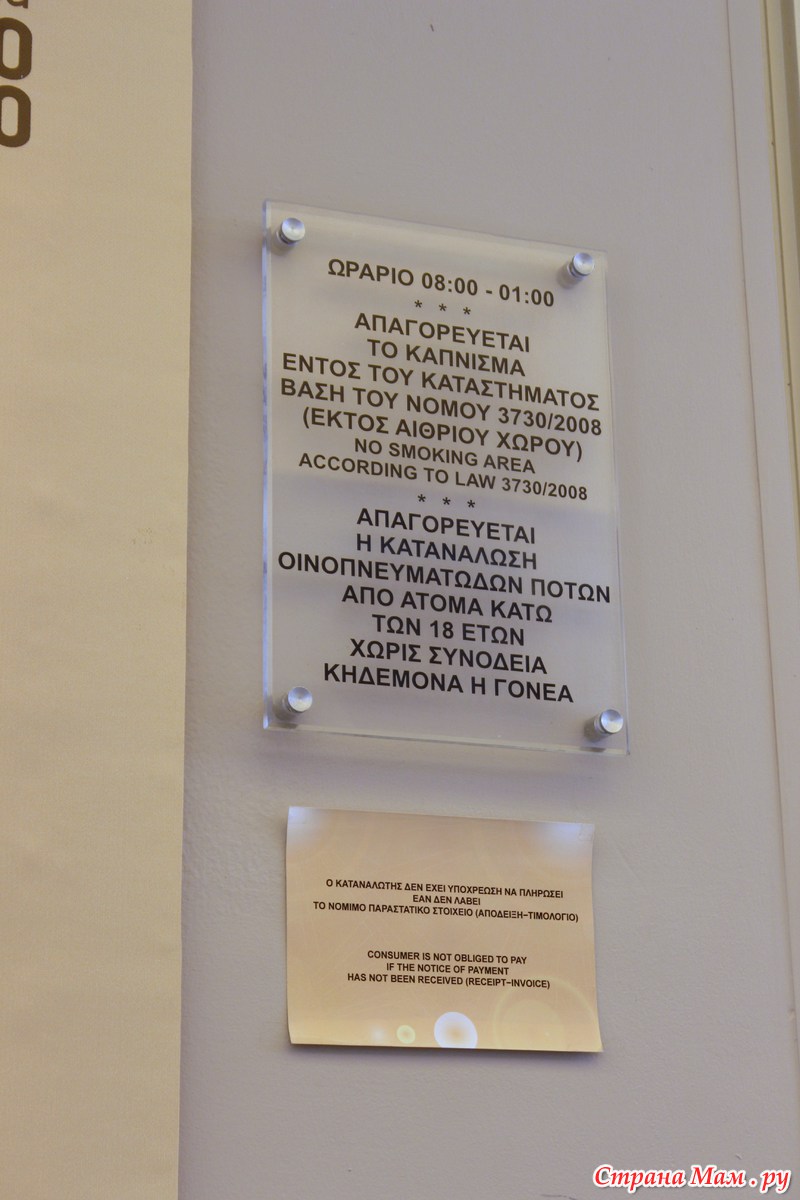 Ο
Ο
ΩΡΑΡΙΟ 08:00 - 01:00
* * *
ΑΠΑΓΟΡΕΥΕΤΑΙ
ΤΟ ΚΑΠΝΙΣΜΑ
ΕΝΤΟΣ ΤΟΥ ΚΑΤΑΣΤΗΜΑΤΟΣ
ΒΑΣΗ ΤΟΥ ΝΟΜΟΥ 3730/2008
(ΕΚΤΟΣ ΑΙΘΡΙΟΥ ΧΩΡΟΥ)
NO SMOKING AREA
ACCORDING TO LAW 3730/2008
* * *
ΑΠΑΓΟΡΕΥΕΤΑΙ
Η ΚΑΤΑΝΑΛΩΣΗ
ΟΙΝΟΠΝΕΥΜΑΤΩΔΩΝ ΠΟΤΩΝ
ΑΠΟ ΑΤΟΜΑ ΚΑΤΩ
ΤΩΝ 18 ΕΤΩΝ
ΧΩΡΙΣ ΣΥΝΟΔΕΙΑ
ΚΗΔΕΜΟΝΑ Η ΓΟΝΕΑ
Ο ΚΑΤΑΝΑΛΩΤΗΣ ΔΕΝ ΕΧΕΙ ΥΠΟΧΡΕΩΣΗ ΝΑ ΠΛΗΡΩΣΕΙ
ΕΑΝ ΔΕΝ ΛΑΒΕΙ
ΤΟ ΝΟΜΙΜΟ ΠΑΡΑΣΤΑΤΙΚΟ ΣΤΟΙΧΕΙΟ (ΑΠΟΔΕΙΞΗ–ΤΙΜΟΛΟΓΙΟ)
CONSUMER IS NOT OBLIGED TO PAY
IF THE NOTICE OF PAYMENT
HAS NOT BEEN RECEIVED (RECEIPT–INVOICE)
Страна Мам.ру